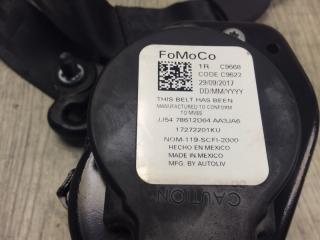 FoMoCo
1R C9668
CODE C9622
29/09/2017
DD/MM/YYYY
THIS BELT HAS BEEN
MANUFACTURED TO CONFORM
TO MVSS
JJ54 78612D64 AA3JA6
17272201KU
NOM-119-SCFI-2000
HECHO EN MEXICO
MADE IN MEXICO
MFG. BY AUTOLIV
CAUTION